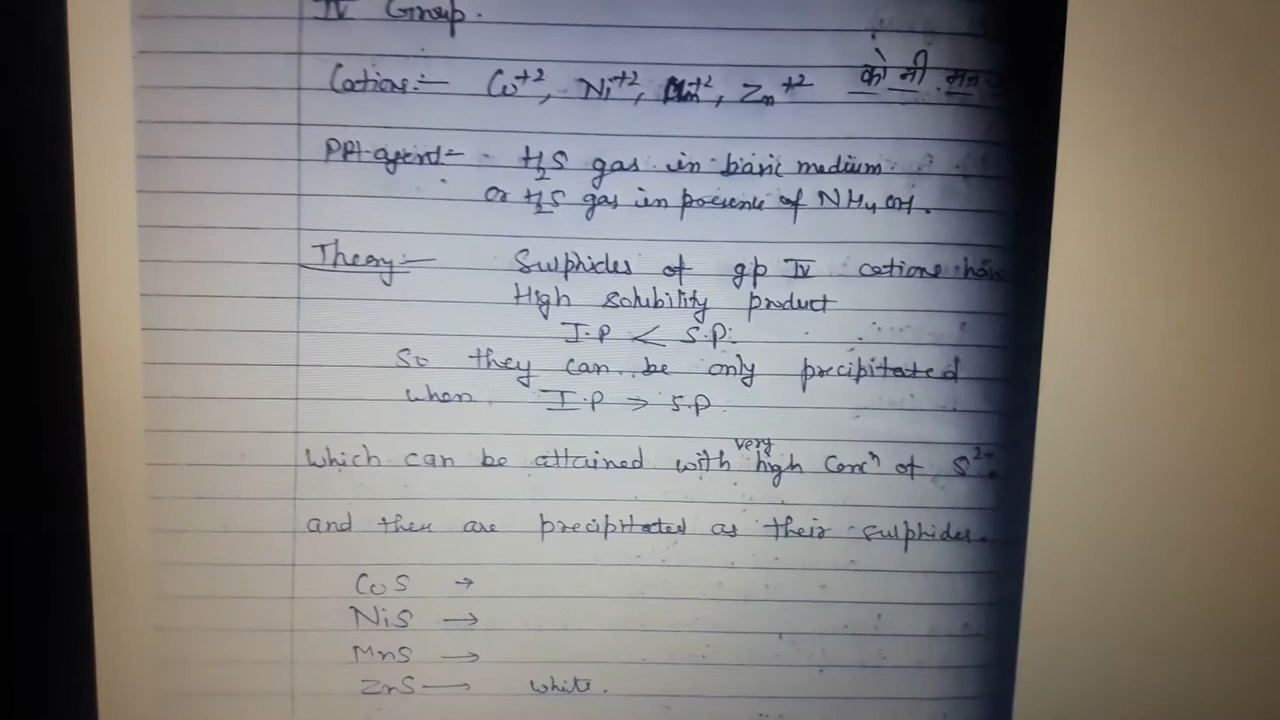 IV Group.
Cations:- Co+2, Ni+2, Mn+2, Zn+2 को नी मन
PPt agent= H2S gas in basic medium
or H2S gas in presence of NH4OH.
Theory:- Sulphides of gp IV cations have
High solubility product
I.P < S.P.
So they can be only precipitated
when I.P > S.P.
which can be attained with very high Concn of S2-
and then are precipitated as their sulphides.
CoS →
NiS →
MnS →
ZnS — white.